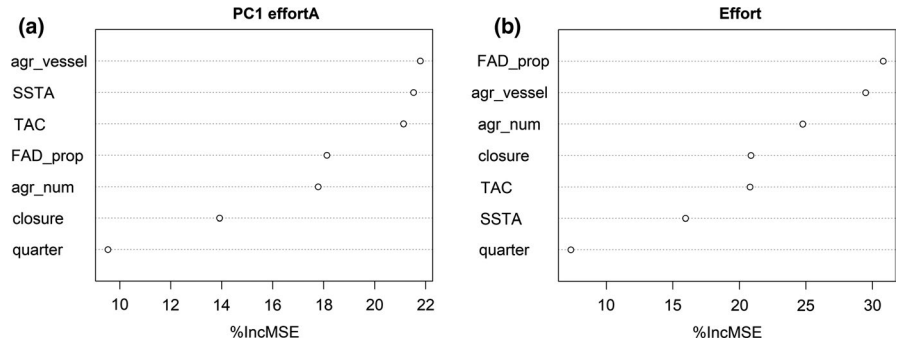 (a)
PC1 effortA
agr_vessel
SSTA
TAC
FAD_prop
agr_num
closure
quarter
10 12 14 16 18 20 22
%IncMSE
(b)
Effort
FAD_prop
agr_vessel
agr_num
closure
TAC
SSTA
quarter
10 15 20 25 30
%IncMSE